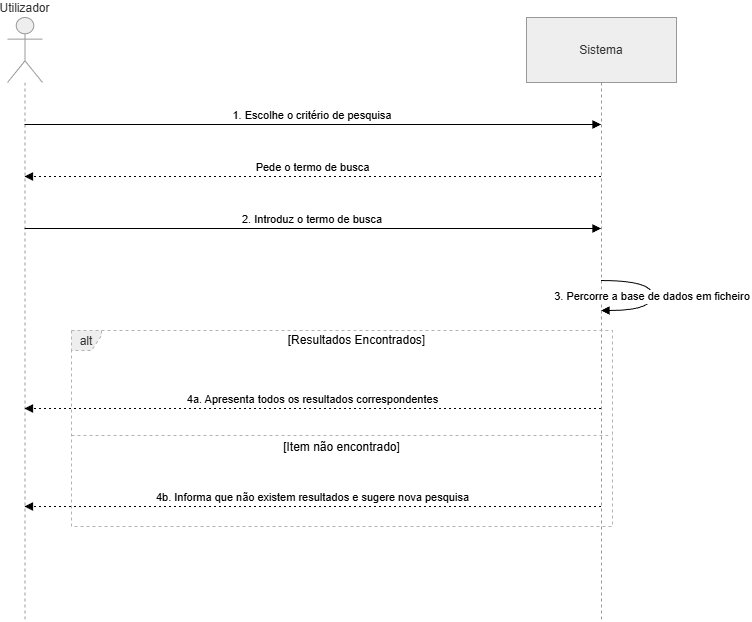 Utilizador
Sistema
1. Escolhe o critério de pesquisa
Pede o termo de busca
2. Introduz o termo de busca
3. Percorre a base de dados em ficheiro
alt
[Resultados Encontrados]
4a. Apresenta todos os resultados correspondentes
[Item não encontrado]
4b. Informa que não existem resultados e sugere nova pesquisa